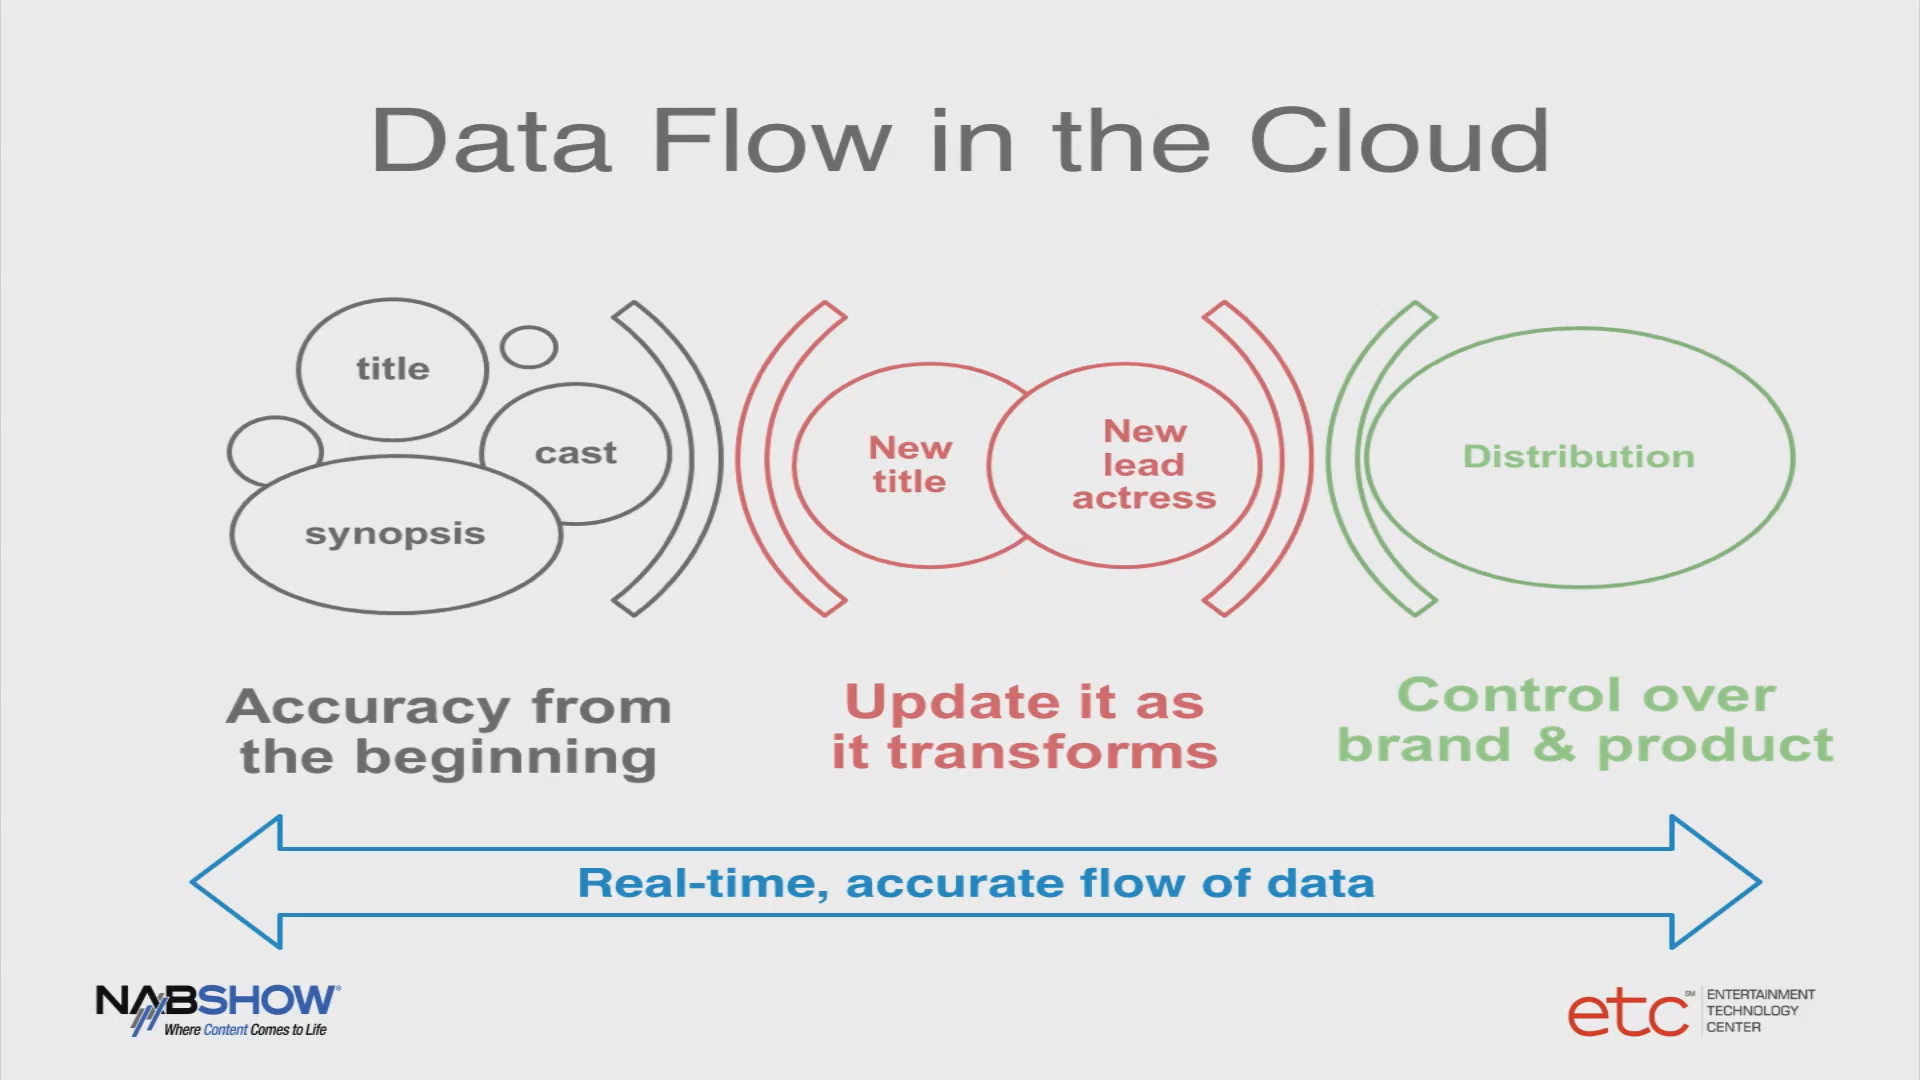 Data Flow in the Cloud
title
cast
synopsis
New
title
New
lead
actress
Distribution
Accuracy from
the beginning
Update it as
it transforms
Control over
brand & product
Real-time, accurate flow of data
NABSHOW®
Where Content Comes to Life
etc℠
ENTERTAINMENT
TECHNOLOGY
CENTER